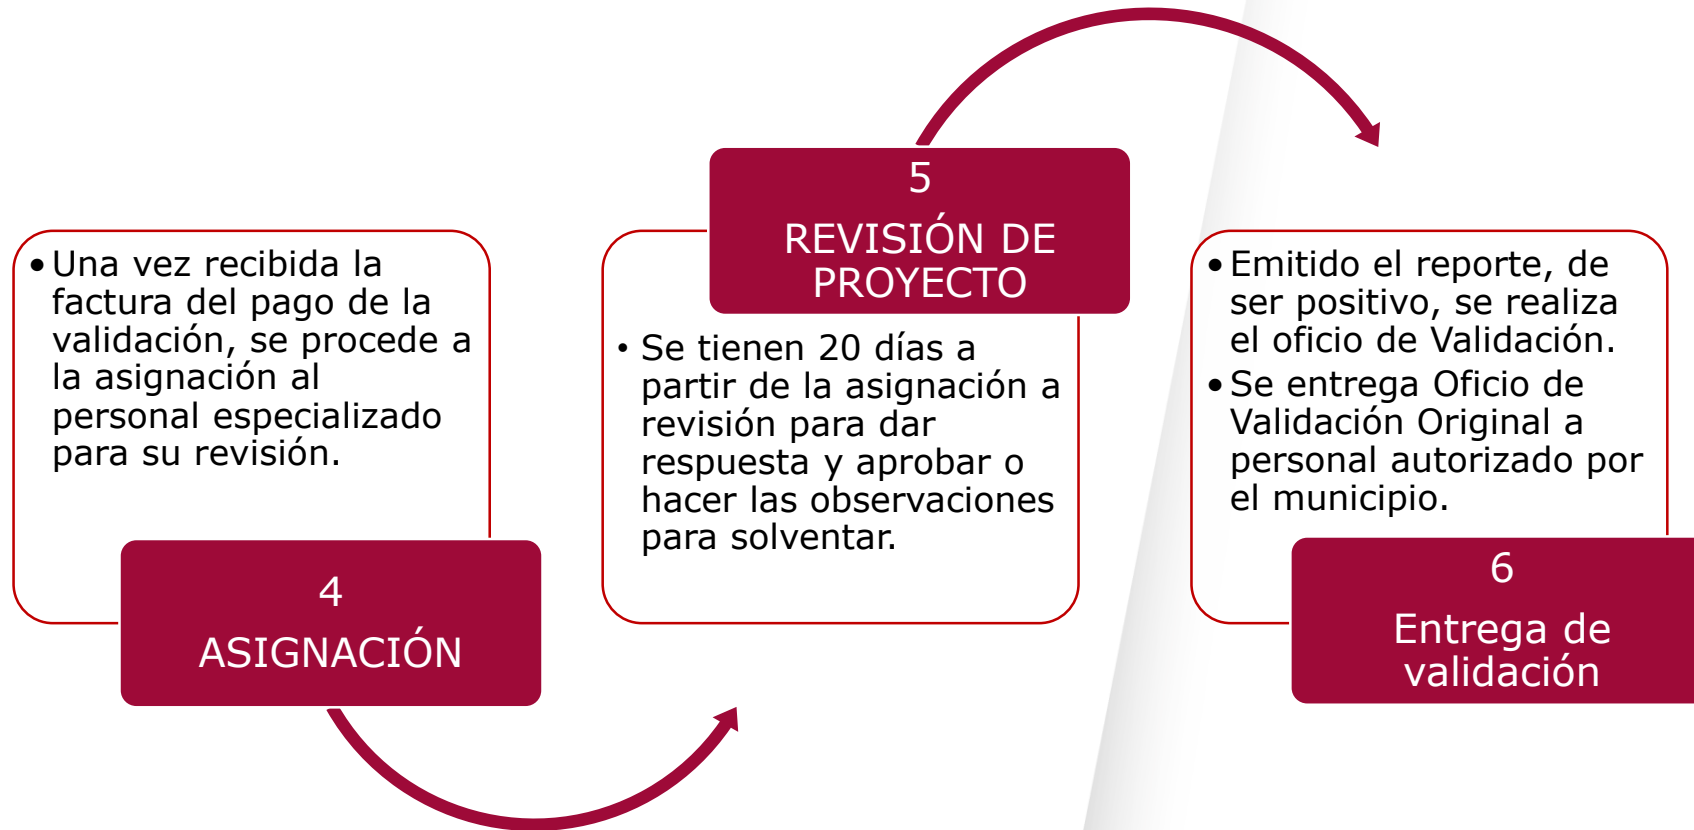 • Una vez recibida la
factura del pago de la
validación, se procede a
la asignación al
personal especializado
para su revisión.
4
ASIGNACIÓN
5
REVISIÓN DE
PROYECTO
• Se tienen 20 días a
partir de la asignación a
revisión para dar
respuesta y aprobar o
hacer las observaciones
para solventar.
• Emitido el reporte, de
ser positivo, se realiza
el oficio de Validación.
• Se entrega Oficio de
Validación Original a
personal autorizado por
el municipio.
6
Entrega de
validación